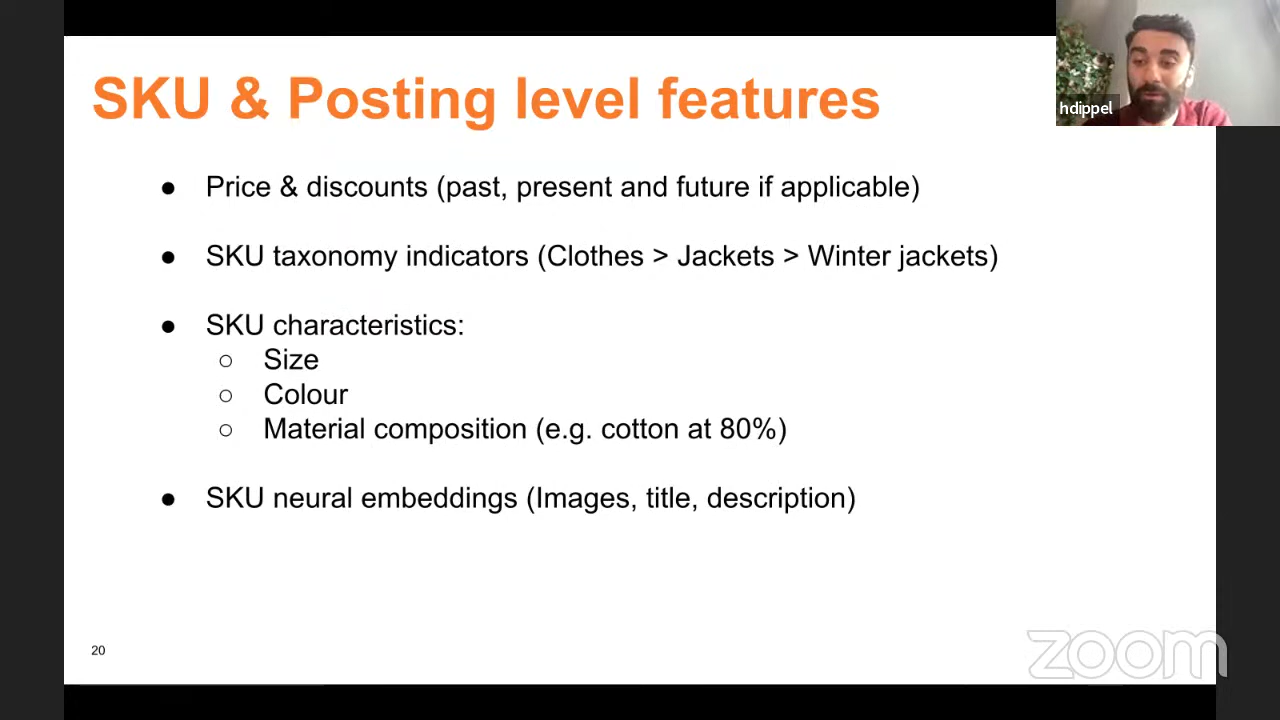 SKU & Posting level features
hdippel
● Price & discounts (past, present and future if applicable)
● SKU taxonomy indicators (Clothes > Jackets > Winter jackets)
● SKU characteristics:
○ Size
○ Colour
○ Material composition (e.g. cotton at 80%)
● SKU neural embeddings (Images, title, description)
20
zoom